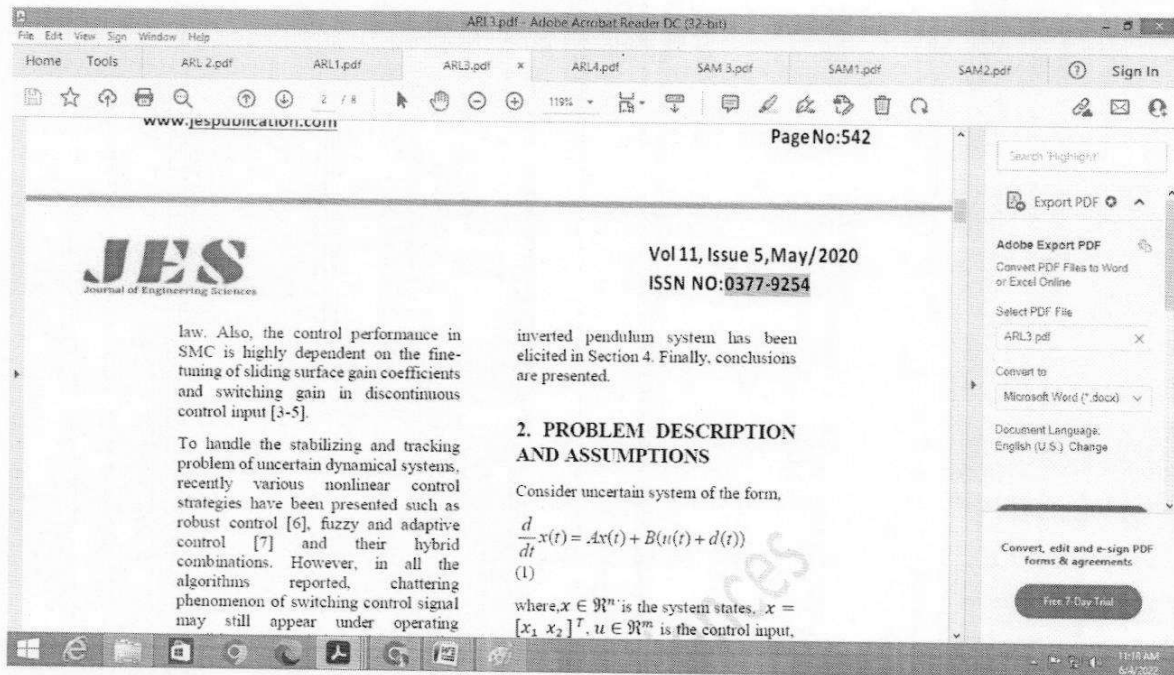 ARL3.pdf - Adobe Acrobat Reader DC (32-bit)
File Edit View Sign Window Help
Home Tools ARL 2.pdf ARL1.pdf ARL3.pdf × ARL4.pdf SAM 3.pdf SAM1.pdf SAM2.pdf ? Sign In
2 / 8 119%
www.jespublication.com
PageNo:542
JES
Journal of Engineering Sciences
Vol 11, Issue 5,May/2020
ISSN NO:0377-9254
law. Also, the control performance in
SMC is highly dependent on the fine-
tuning of sliding surface gain coefficients
and switching gain in discontinuous
control input [3-5].
To handle the stabilizing and tracking
problem of uncertain dynamical systems,
recently various nonlinear control
strategies have been presented such as
robust control [6], fuzzy and adaptive
control [7] and their hybrid
combinations. However, in all the
algorithms reported, chattering
phenomenon of switching control signal
may still appear under operating
inverted pendulum system has been
elicited in Section 4. Finally, conclusions
are presented.
2. PROBLEM DESCRIPTION
AND ASSUMPTIONS
Consider uncertain system of the form,
d/dt x(t) = Ax(t) + B(u(t) + d(t))
(1)
where,x ∈ ℜⁿ is the system states, x =
[x₁ x₂]ᵀ, u ∈ ℜᵐ is the control input,
Search 'Highlight'
Export PDF
Adobe Export PDF
Convert PDF Files to Word
or Excel Online
Select PDF File
ARL3.pdf ×
Convert to
Microsoft Word (*.docx)
Document Language:
English (U.S.) Change
Convert, edit and e-sign PDF
forms & agreements
Free 7-Day Trial
11:18 AM
6/4/2022